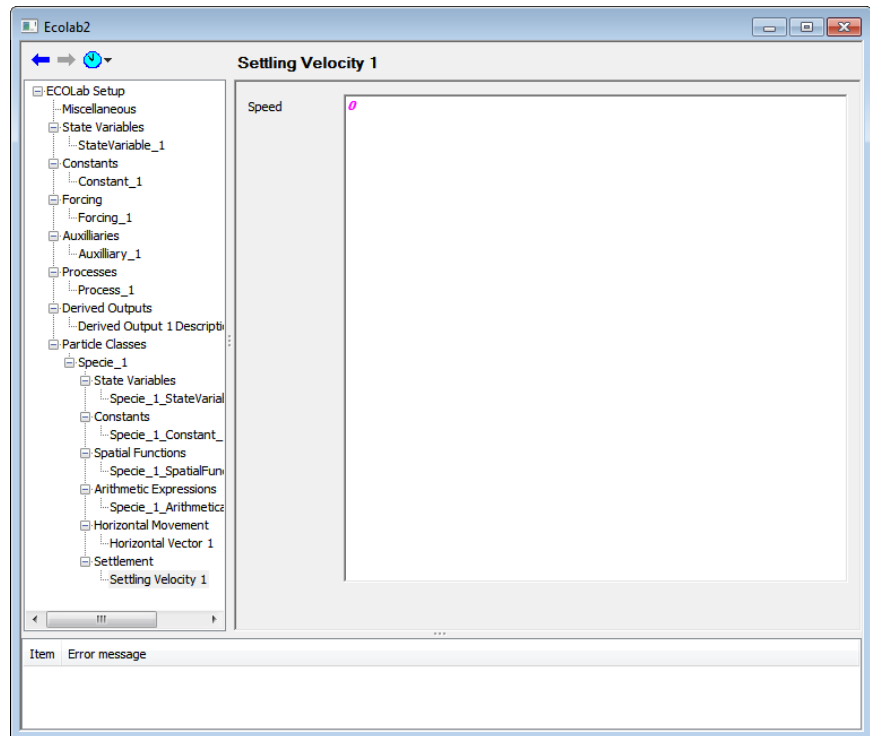 Ecolab2
Settling Velocity 1
ECOLab Setup
Miscellaneous
State Variables
StateVariable_1
Constants
Constant_1
Forcing
Forcing_1
Auxilliaries
Auxilliary_1
Processes
Process_1
Derived Outputs
Derived Output 1 Descripti
Particle Classes
Specie_1
State Variables
Specie_1_StateVarial
Constants
Specie_1_Constant_
Spatial Functions
Specie_1_SpatialFun
Arithmetic Expressions
Specie_1_Arithmetica
Horizontal Movement
Horizontal Vector 1
Settlement
Settling Velocity 1
Speed
0
Item Error message